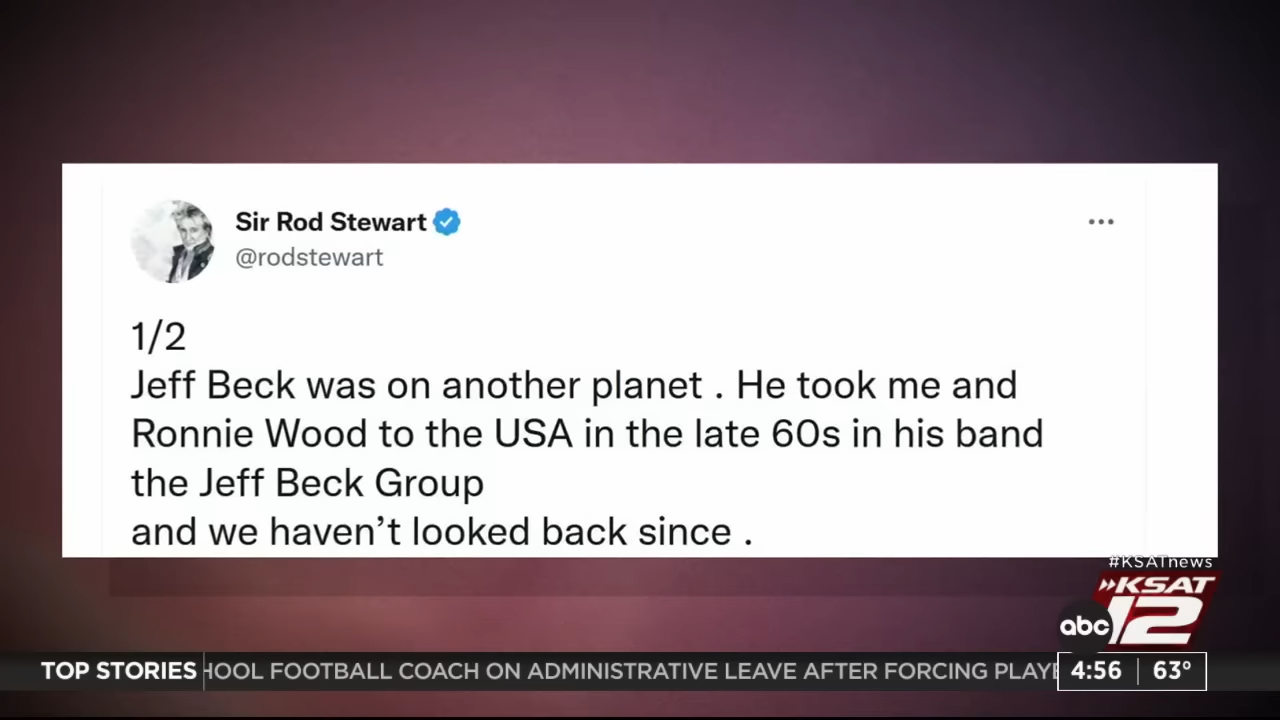 Sir Rod Stewart
@rodstewart
1/2
Jeff Beck was on another planet . He took me and
Ronnie Wood to the USA in the late 60s in his band
the Jeff Beck Group
and we haven’t looked back since .
#KSATnews
KSAT
abc 12
TOP STORIES HOOL FOOTBALL COACH ON ADMINISTRATIVE LEAVE AFTER FORCING PLAYE
4:56 63°